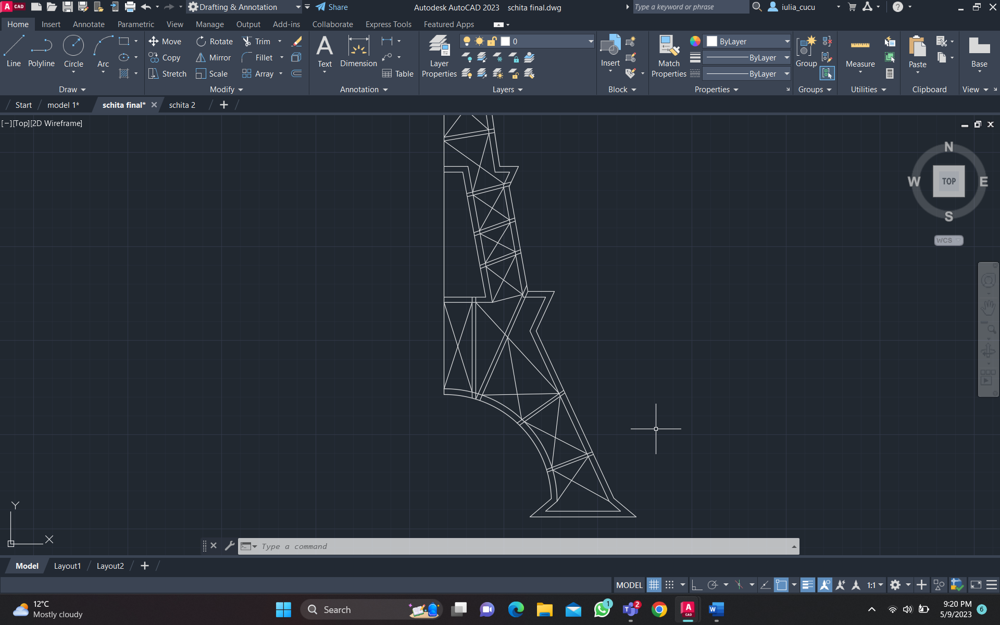 A CAD
Drafting & Annotation
Share
Autodesk AutoCAD 2023 schita final.dwg
Type a keyword or phrase
iulia_cucu
?
Home Insert Annotate Parametric View Manage Output Add-ins Collaborate Express Tools Featured Apps
Line
Polyline
Circle
Arc
Draw
Move
Rotate
Trim
Copy
Mirror
Fillet
Stretch
Scale
Array
Modify
A
Text
Dimension
Table
Annotation
Layer
Properties
0
Layers
Insert
Block
Match
Properties
ByLayer
ByLayer
ByLayer
Properties
Group
Groups
Measure
Utilities
Paste
Clipboard
Base
View
Start
model 1*
schita final*
schita 2
[−][Top][2D Wireframe]
N
W
TOP
E
S
WCS
Y
X
Type a command
Model
Layout1
Layout2
MODEL
1:1
12°C
Mostly cloudy
Search
1
2
A
CAD
W
9:20 PM
5/9/2023
6